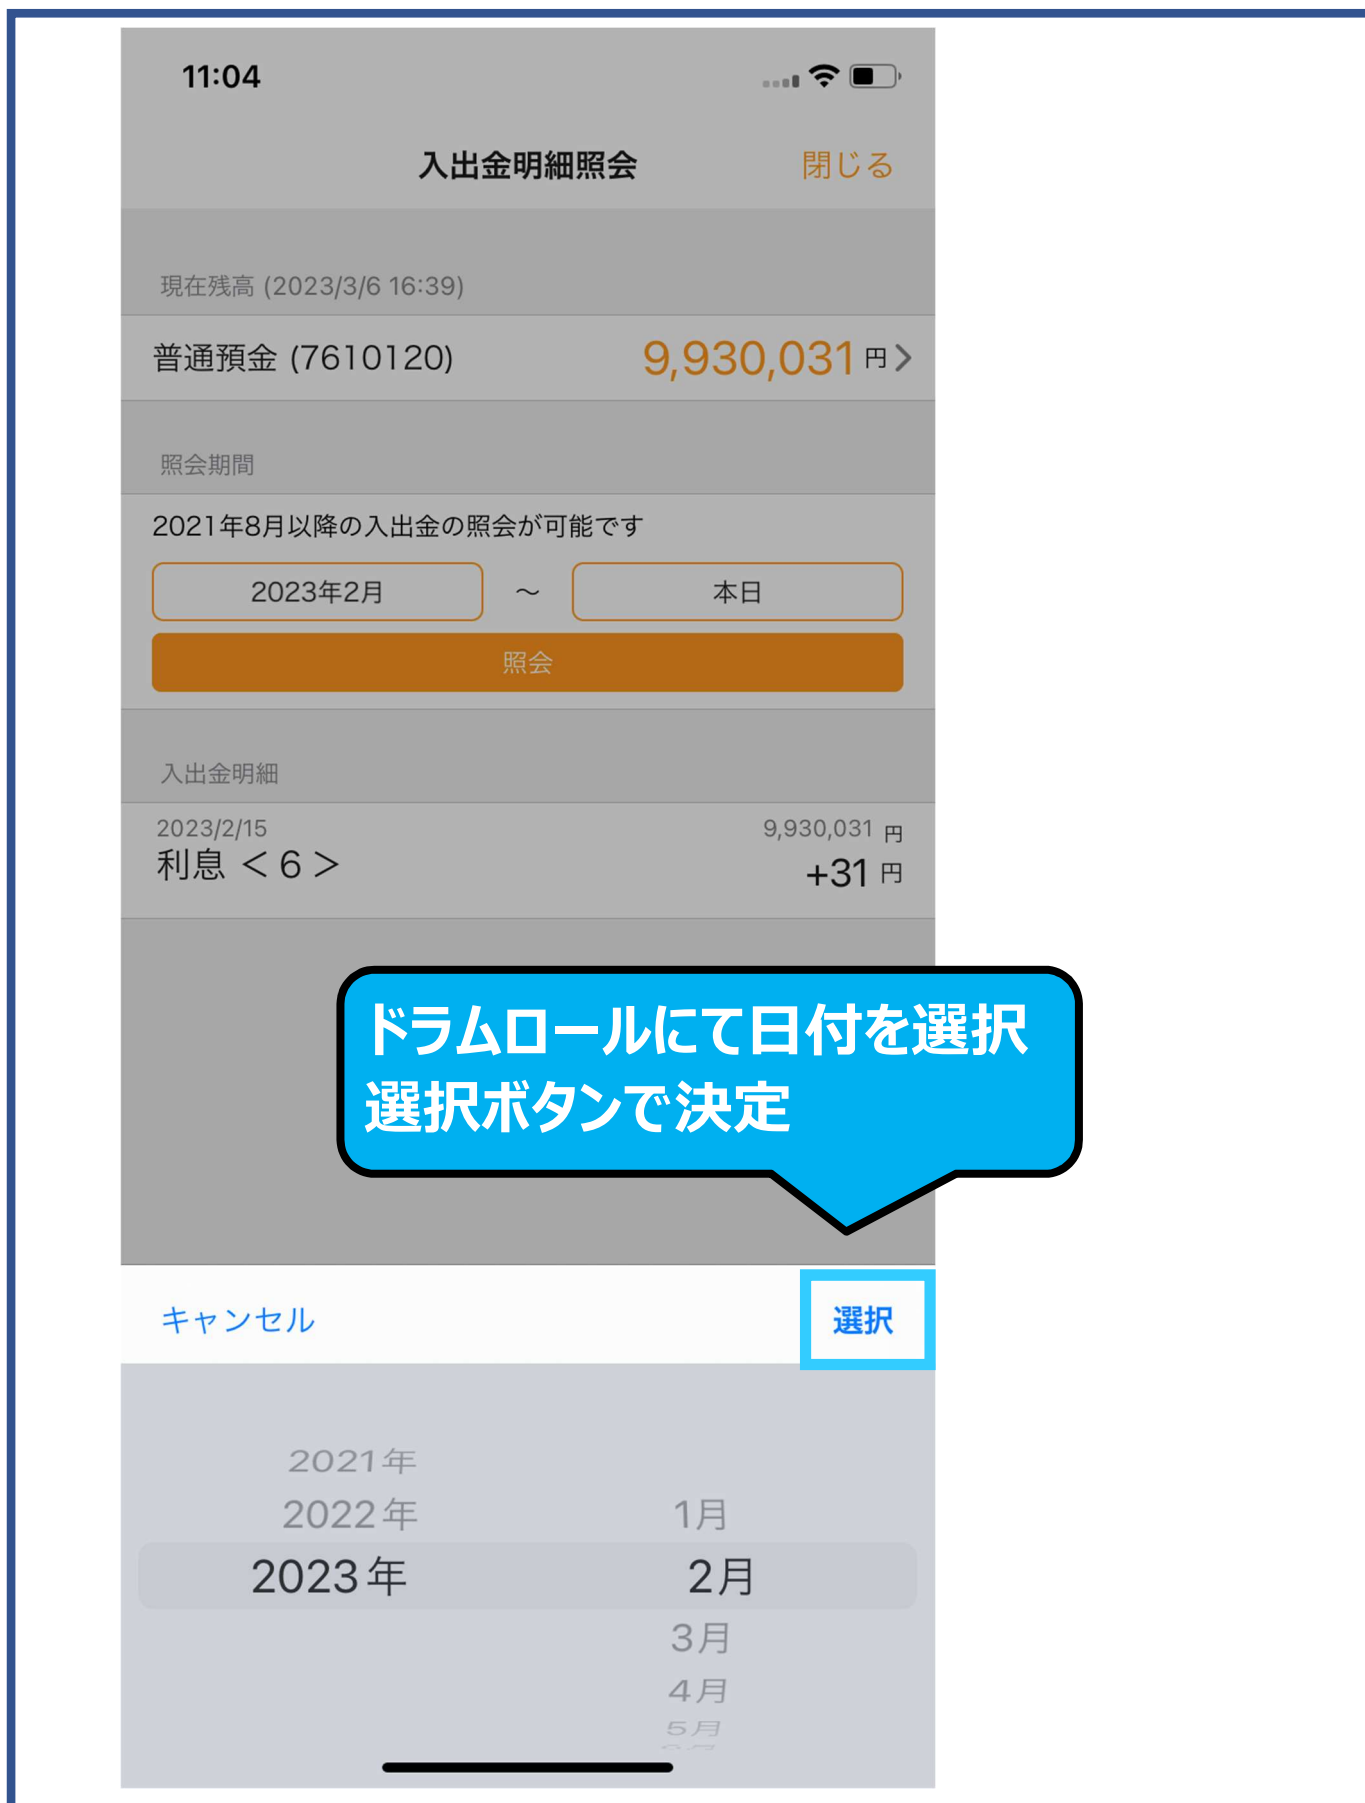 11:04
入出金明細照会 閉じる
現在残高 (2023/3/6 16:39)
普通預金 (7610120) 9,930,031 円
照会期間
2021年8月以降の入出金の照会が可能です
2023年2月 ～ 本日
照会
入出金明細
2023/2/15 9,930,031 円
利息 ＜ 6 ＞ +31 円
ドラムロールにて日付を選択
選択ボタンで決定
キャンセル 選択
2021年
2022年 1月
2023年 2月
3月
4月
5月